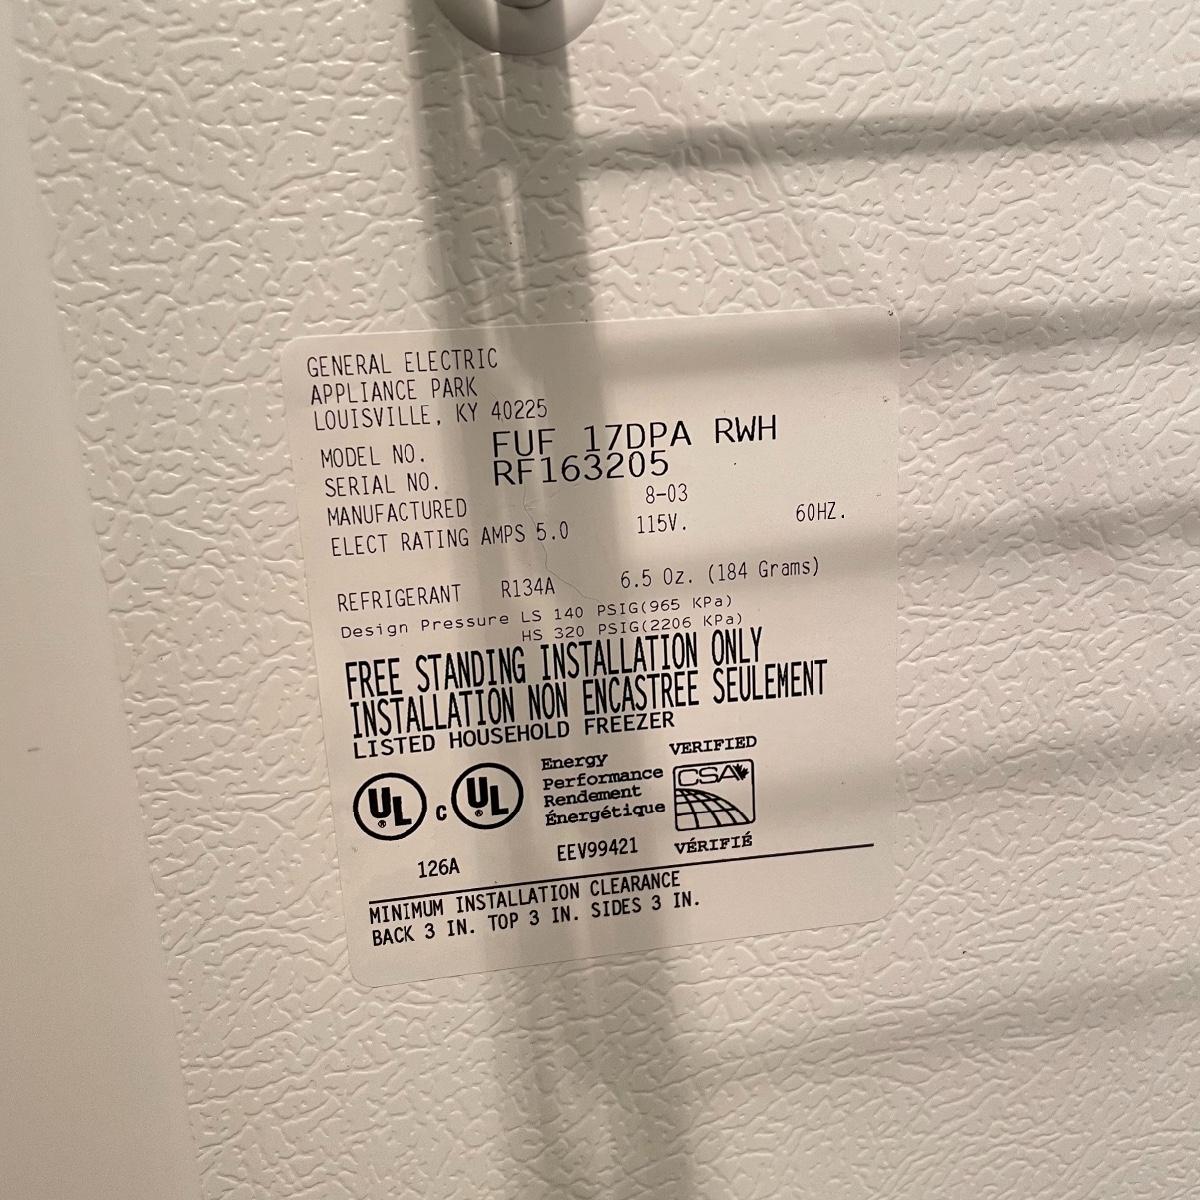 GENERAL ELECTRIC
APPLIANCE PARK
LOUISVILLE, KY 40225
MODEL NO. FUF 17DPA RWH
SERIAL NO. RF163205
MANUFACTURED 8-03
ELECT RATING AMPS 5.0 115V. 60HZ.
REFRIGERANT R134A 6.5 Oz. (184 Grams)
Design Pressure LS 140 PSIG(965 KPa)
HS 320 PSIG(2206 KPa)
FREE STANDING INSTALLATION ONLY
INSTALLATION NON ENCASTREE SEULEMENT
LISTED HOUSEHOLD FREEZER
UL ® C UL ®
Energy
Performance
Rendement
Énergétique
VERIFIED
CSA
VÉRIFIÉ
126A EEV99421
MINIMUM INSTALLATION CLEARANCE
BACK 3 IN. TOP 3 IN. SIDES 3 IN.